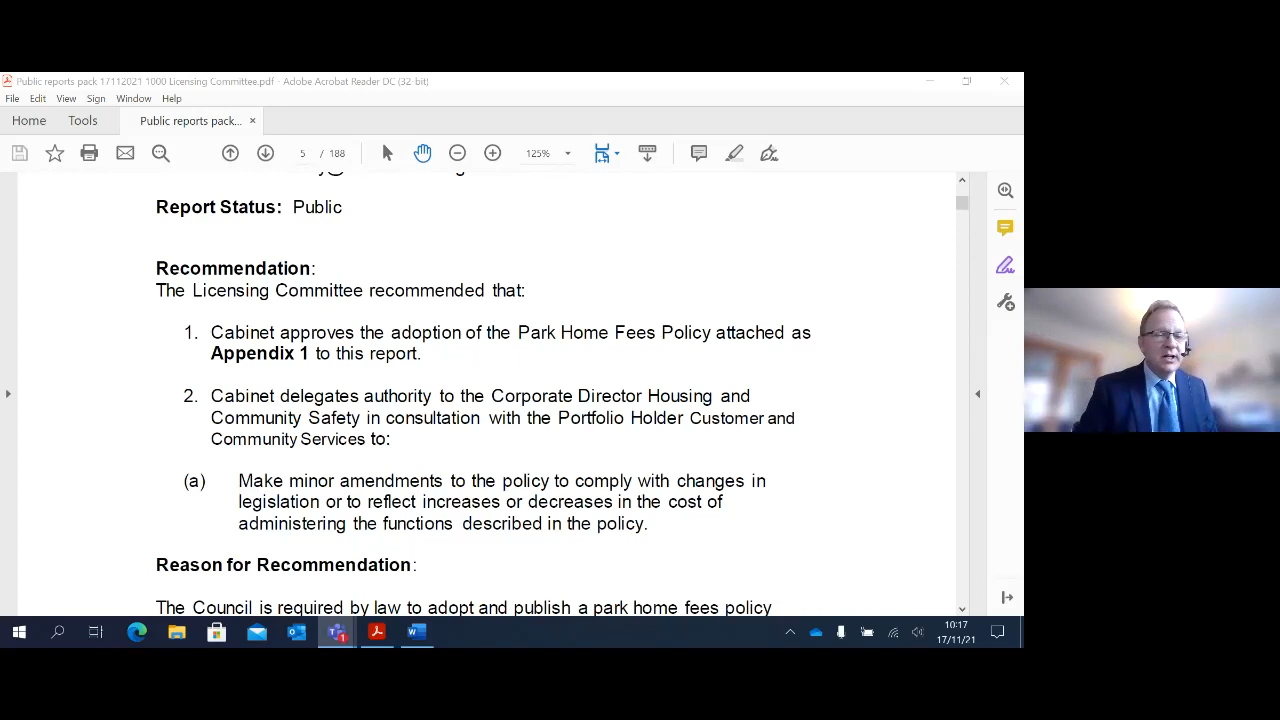 Public reports pack 17112021 1000 Licensing Committee.pdf - Adobe Acrobat Reader DC (32-bit)
File Edit View Sign Window Help
Home Tools Public reports pack... ×
5 / 188 125%
Report Status: Public
Recommendation:
The Licensing Committee recommended that:
1. Cabinet approves the adoption of the Park Home Fees Policy attached as
Appendix 1 to this report.
2. Cabinet delegates authority to the Corporate Director Housing and
Community Safety in consultation with the Portfolio Holder Customer and
Community Services to:
(a) Make minor amendments to the policy to comply with changes in
legislation or to reflect increases or decreases in the cost of
administering the functions described in the policy.
Reason for Recommendation:
The Council is required by law to adopt and publish a park home fees policy
10:17
17/11/21